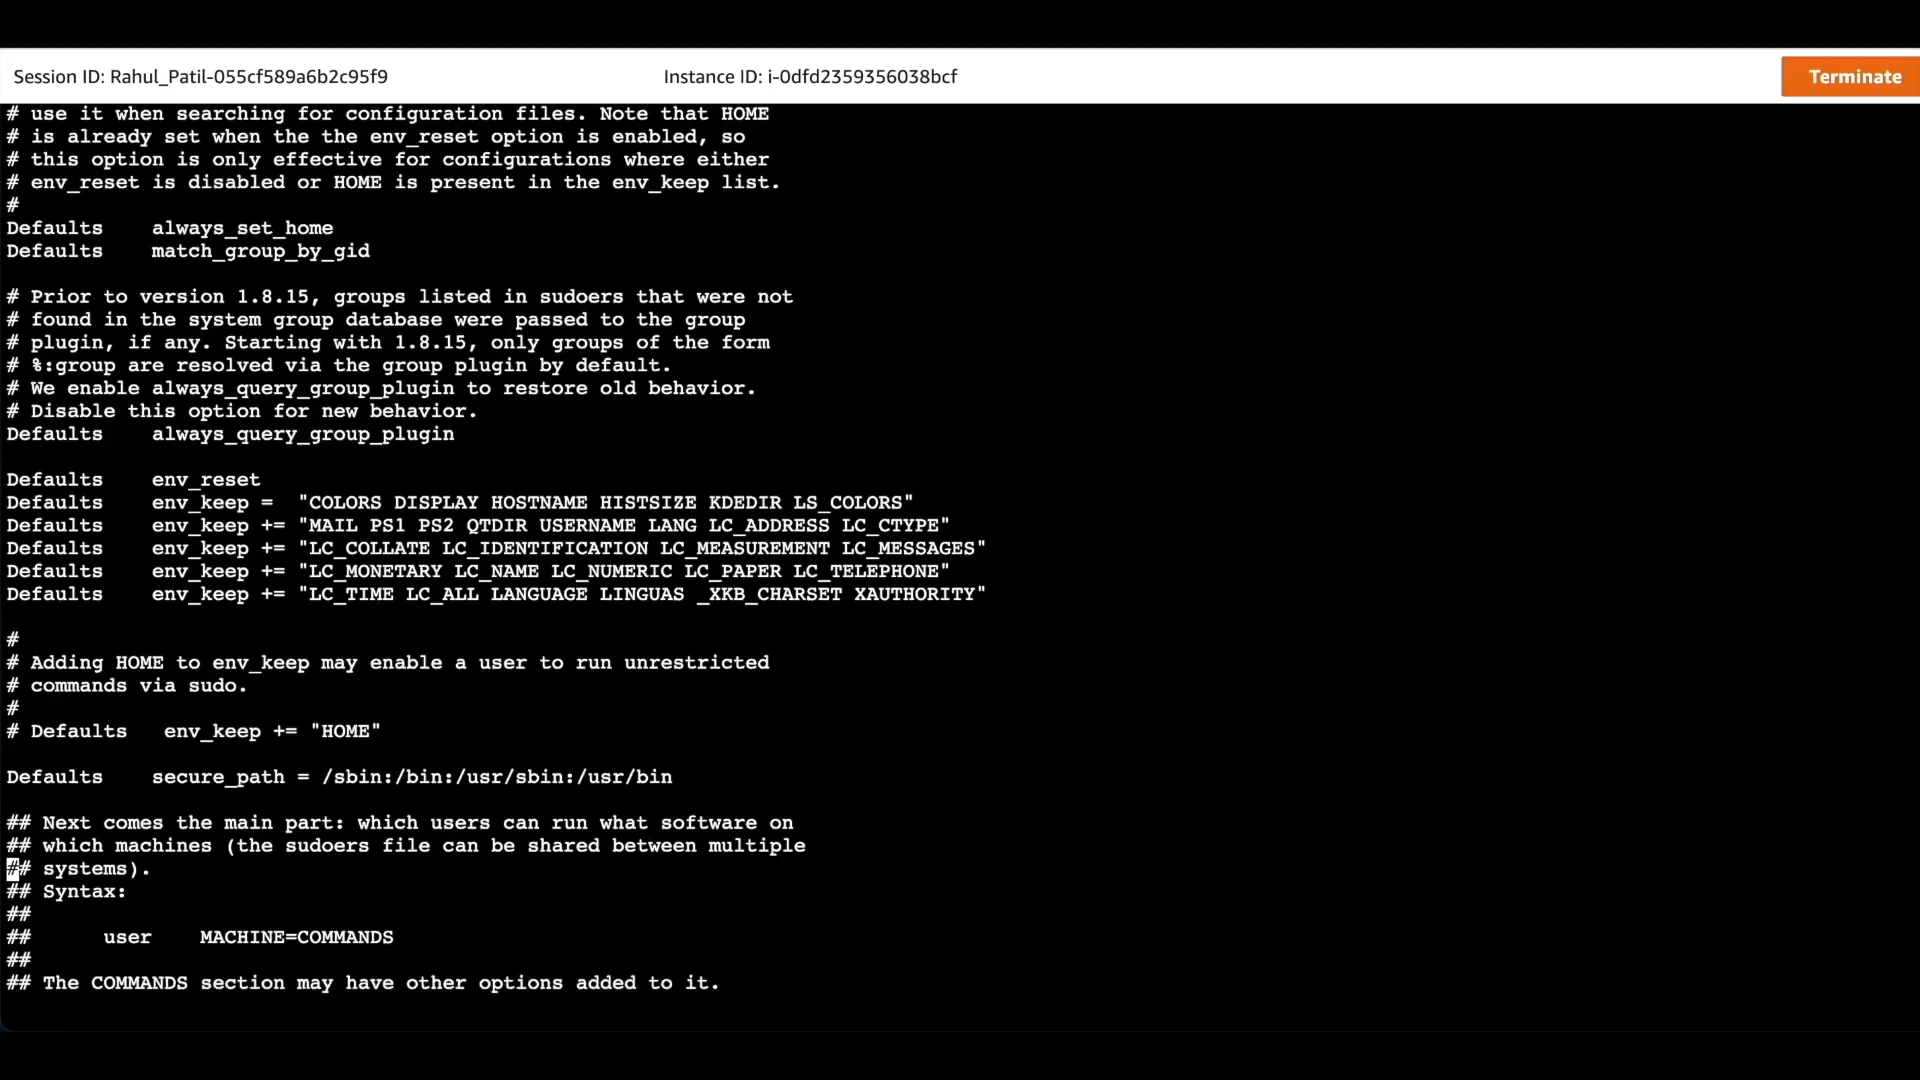 Session ID: Rahul_Patil-055cf589a6b2c95f9
Instance ID: i-0dfd2359356038bcf
Terminate
# use it when searching for configuration files. Note that HOME
# is already set when the the env_reset option is enabled, so
# this option is only effective for configurations where either
# env_reset is disabled or HOME is present in the env_keep list.
#
Defaults    always_set_home
Defaults    match_group_by_gid

# Prior to version 1.8.15, groups listed in sudoers that were not
# found in the system group database were passed to the group
# plugin, if any. Starting with 1.8.15, only groups of the form
# %:group are resolved via the group plugin by default.
# We enable always_query_group_plugin to restore old behavior.
# Disable this option for new behavior.
Defaults    always_query_group_plugin

Defaults    env_reset
Defaults    env_keep =  "COLORS DISPLAY HOSTNAME HISTSIZE KDEDIR LS_COLORS"
Defaults    env_keep += "MAIL PS1 PS2 QTDIR USERNAME LANG LC_ADDRESS LC_CTYPE"
Defaults    env_keep += "LC_COLLATE LC_IDENTIFICATION LC_MEASUREMENT LC_MESSAGES"
Defaults    env_keep += "LC_MONETARY LC_NAME LC_NUMERIC LC_PAPER LC_TELEPHONE"
Defaults    env_keep += "LC_TIME LC_ALL LANGUAGE LINGUAS _XKB_CHARSET XAUTHORITY"

#
# Adding HOME to env_keep may enable a user to run unrestricted
# commands via sudo.
#
# Defaults   env_keep += "HOME"

Defaults    secure_path = /sbin:/bin:/usr/sbin:/usr/bin

## Next comes the main part: which users can run what software on
## which machines (the sudoers file can be shared between multiple
## systems).
## Syntax:
##
##      user    MACHINE=COMMANDS
##
## The COMMANDS section may have other options added to it.